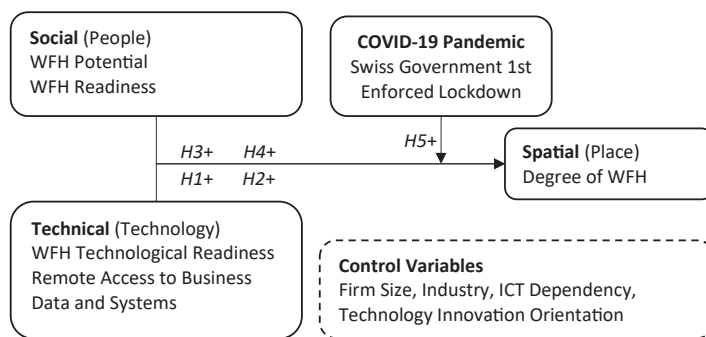 Social (People)
WFH Potential
WFH Readiness
COVID-19 Pandemic
Swiss Government 1st
Enforced Lockdown
H3+ H4+
H5+
H1+ H2+
Spatial (Place)
Degree of WFH
Technical (Technology)
WFH Technological Readiness
Remote Access to Business
Data and Systems
Control Variables
Firm Size, Industry, ICT Dependency,
Technology Innovation Orientation